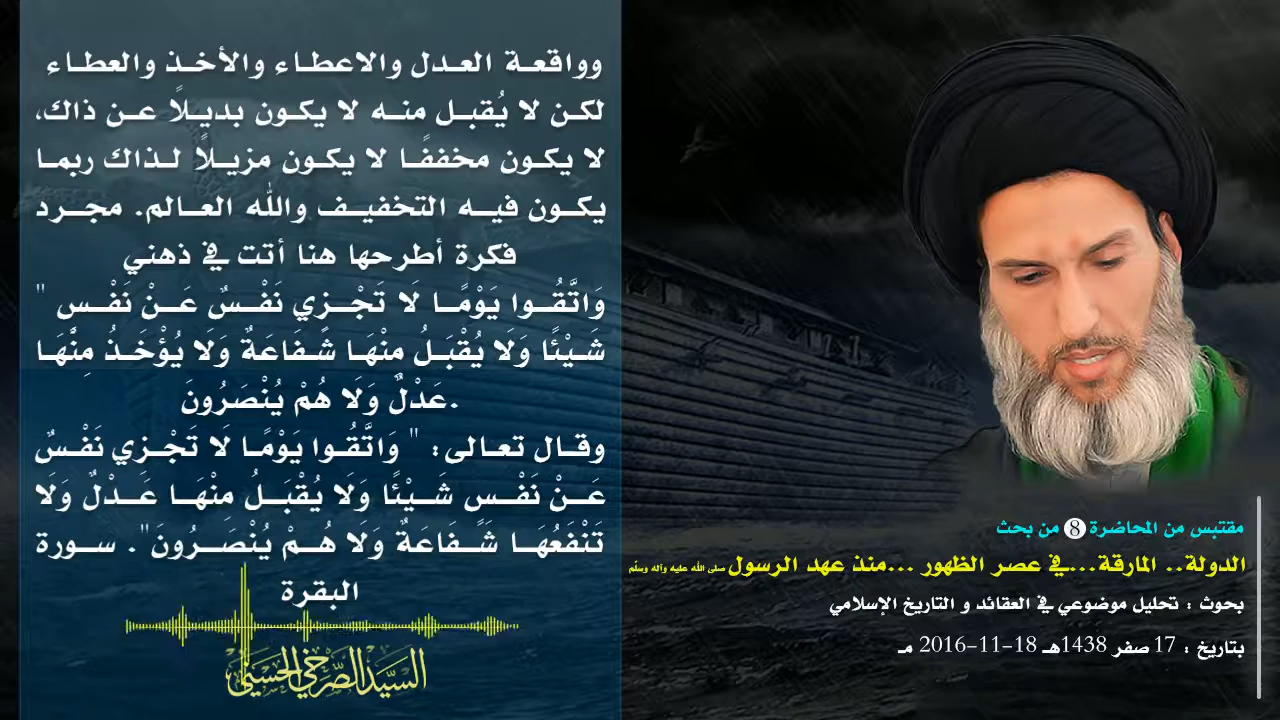 وواقعة العدل والاعطاء والأخذ والعطاء
لكن لا يُقبل منه لا يكون بديلاً عن ذاك،
لا يكون مخففًا لا يكون مزيلاً لذاك ربما
يكون فيه التخفيف والله العالم. مجرد
فكرة أطرحها هنا أتت في ذهني
وَاتَّقُوا يَوْمًا لَا تَجْزِي نَفْسٌ عَنْ نَفْسٍ "
شَيْئًا وَلَا يُقْبَلُ مِنْهَا شَفَاعَةٌ وَلَا يُؤْخَذُ مِنْهَا
عَدْلٌ وَلَا هُمْ يُنْصَرُونَ.
وقال تعالى: " وَاتَّقُوا يَوْمًا لَا تَجْزِي نَفْسٌ
عَنْ نَفْسٍ شَيْئًا وَلَا يُقْبَلُ مِنْهَا عَدْلٌ وَلَا
تَنْفَعُهَا شَفَاعَةٌ وَلَا هُمْ يُنْصَرُونَ". سورة
البقرة
السيد الصرخي الحسني
مقتبس من المحاضرة 8 من بحث
الدولة.. المارقة...في عصر الظهور ...منذ عهد الرسول صلى الله عليه وآله وسلّم
بحوث : تحليل موضوعي في العقائد و التاريخ الإسلامي
بتاريخ : 17 صفر 1438هـ 18-11-2016 مـ